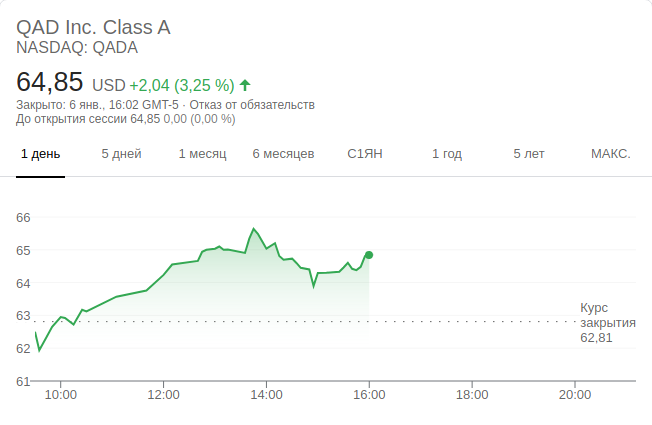 QAD Inc. Class A
NASDAQ: QADA
64,85 USD +2,04 (3,25 %)
Закрыто: 6 янв., 16:02 GMT-5 · Отказ от обязательств
До открытия сессии 64,85 0,00 (0,00 %)
1 день 5 дней 1 месяц 6 месяцев С1ЯН 1 год 5 лет МАКС.
66
65
64
63
62
61
Курс
закрытия
62,81
10:00 12:00 14:00 16:00 18:00 20:00